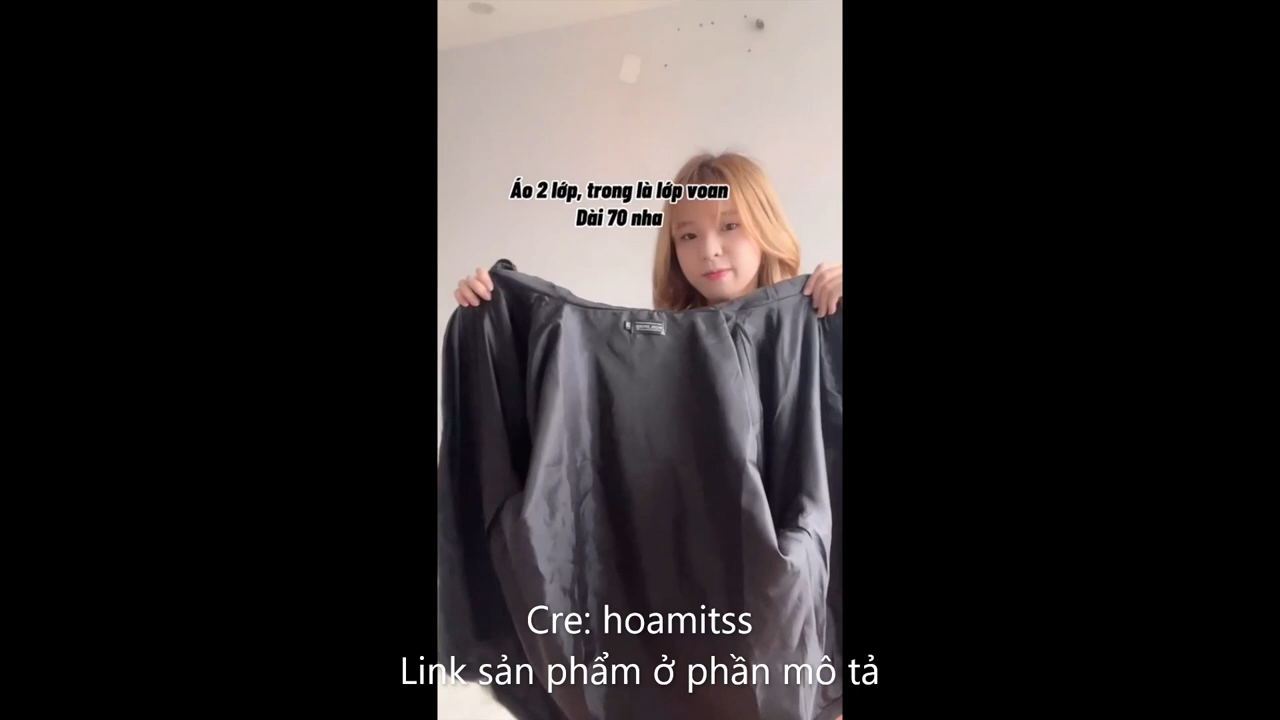 Áo 2 lớp, trong là lớp voan
Dài 70 nha
Cre: hoamitss
Link sản phẩm ở phần mô tả